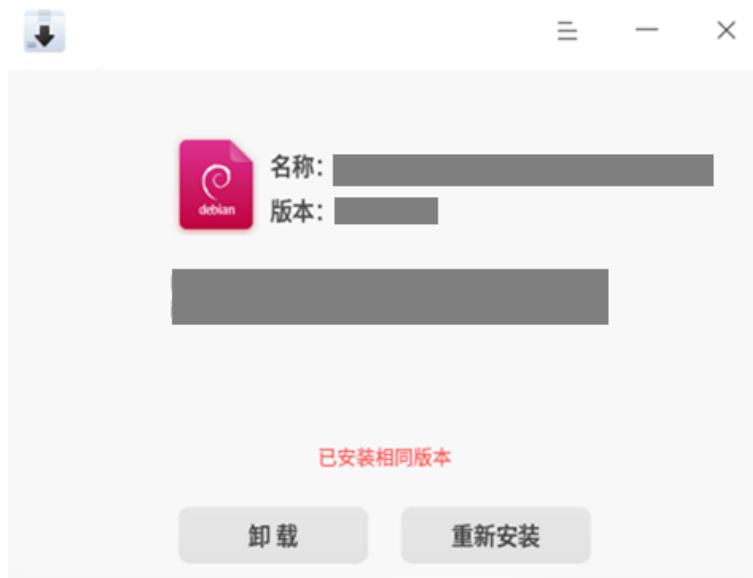 名称：
debian
版本：
已安装相同版本
卸载
重新安装